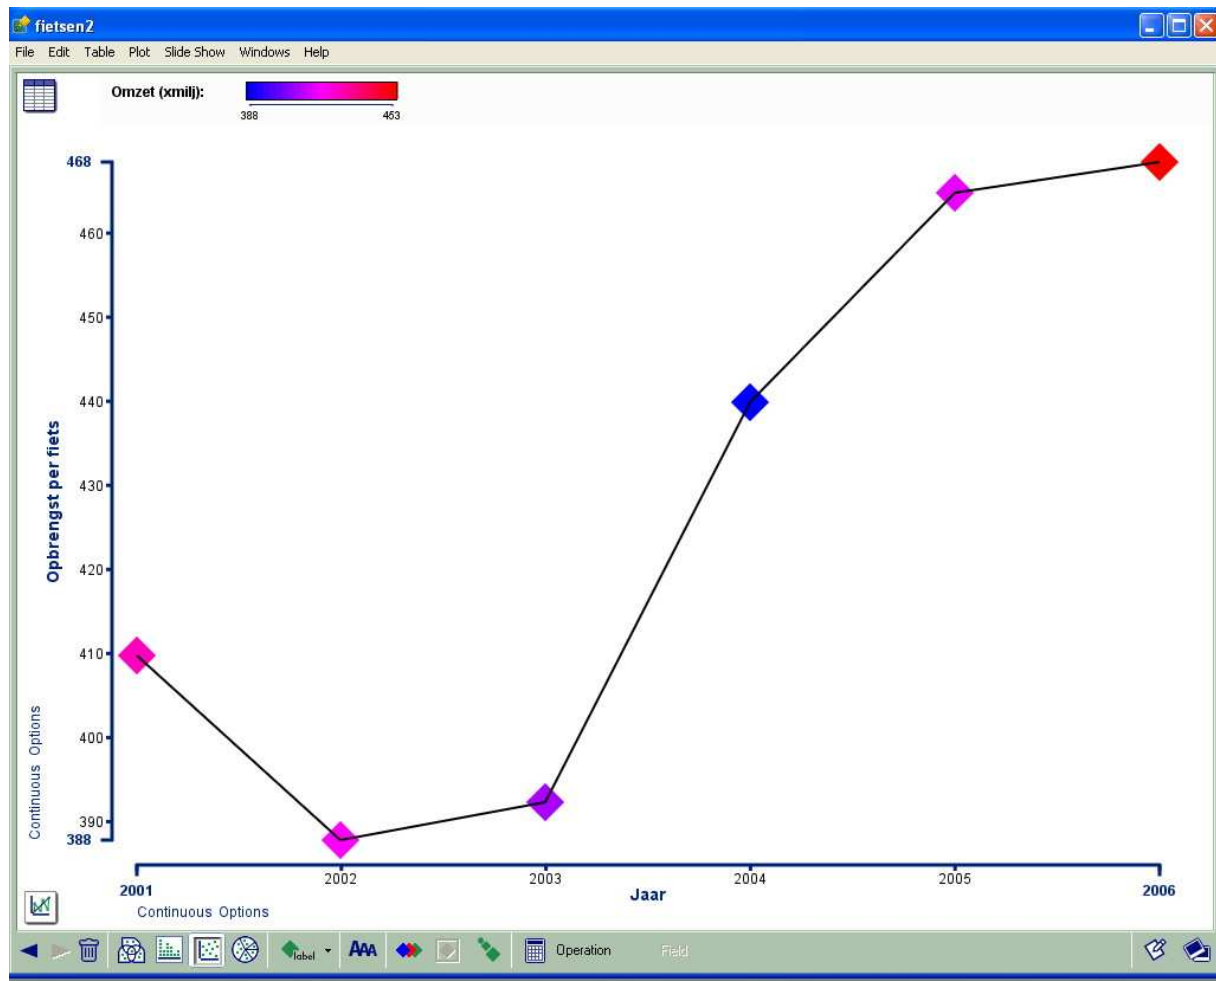 fietsen2
File Edit Table Plot Slide Show Windows Help
Omzet (xmilj):
388 453
468
460
450
440
430
420
410
400
390
388
Opbrengst per fiets
Continuous Options
2001 2002 2003 2004 2005 2006
Jaar
Continuous Options
label AAA Operation Field